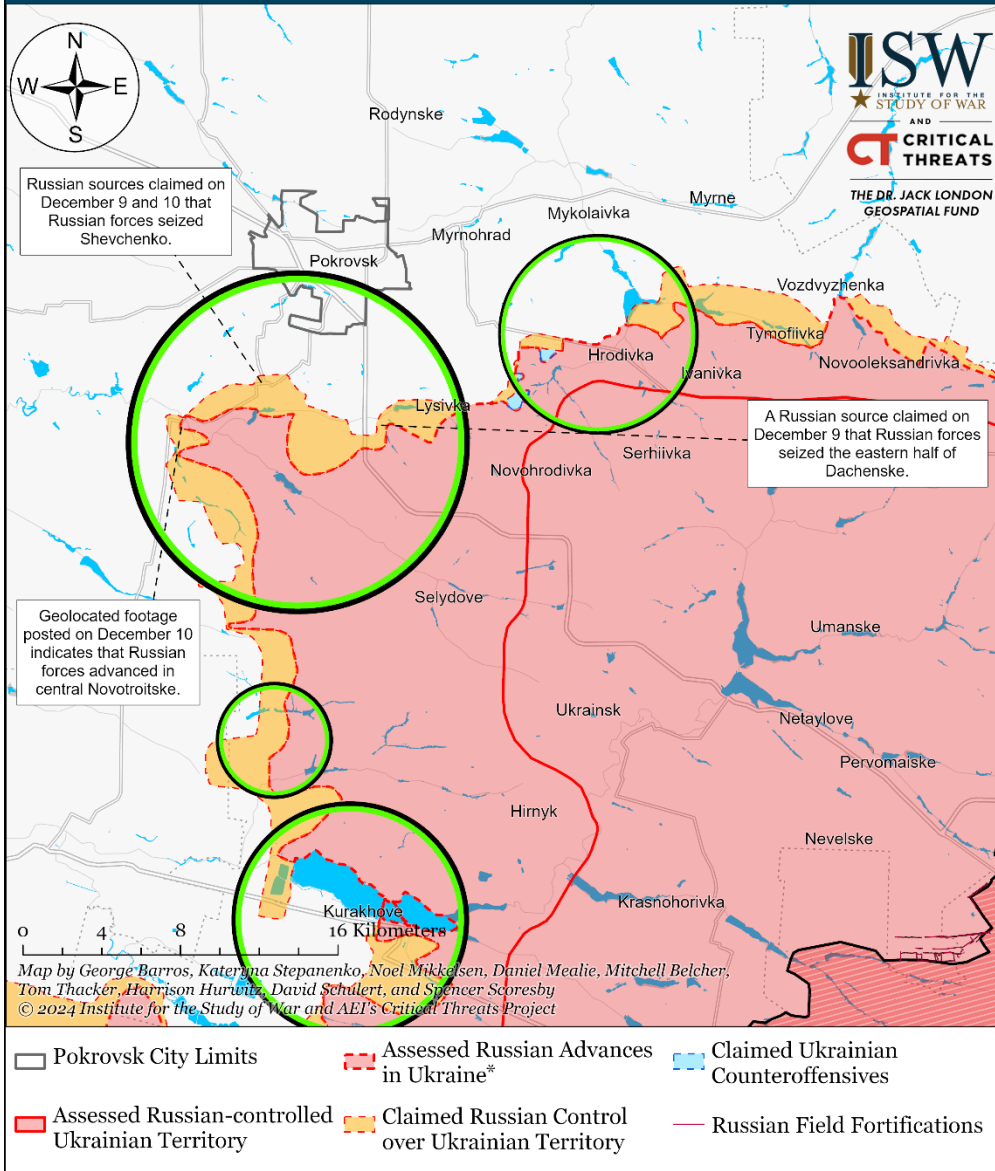 N
W E
S
ISW
INSTITUTE FOR THE
STUDY OF WAR
AND
CT CRITICAL
THREATS
THE DR. JACK LONDON
GEOSPATIAL FUND
Rodynske
Russian sources claimed on
December 9 and 10 that
Russian forces seized
Shevchenko.
Myrne
Mykolaivka
Myrnohrad
Pokrovsk
Vozdvyzhenka
Tymofiivka
Hrodivka
Novooleksandrivka
Ivanivka
Lysivka
A Russian source claimed on
December 9 that Russian forces
seized the eastern half of
Dachenske.
Serhiivka
Novohrodivka
Selydove
Geolocated footage
posted on December 10
indicates that Russian
forces advanced in
central Novotroitske.
Umanske
Ukrainsk
Netaylove
Pervomaiske
Hirnyk
Nevelske
Krasnohorivka
Kurakhove
0 4 8 16 Kilometers
Map by George Barros, Kateryna Stepanenko, Noel Mikkelsen, Daniel Mealie, Mitchell Belcher,
Tom Thacker, Harrison Hurwitz, David Schulert, and Spencer Scoresby
© 2024 Institute for the Study of War and AEI's Critical Threats Project
Pokrovsk City Limits
Assessed Russian Advances
in Ukraine*
Claimed Ukrainian
Counteroffensives
Assessed Russian-controlled
Ukrainian Territory
Claimed Russian Control
over Ukrainian Territory
Russian Field Fortifications